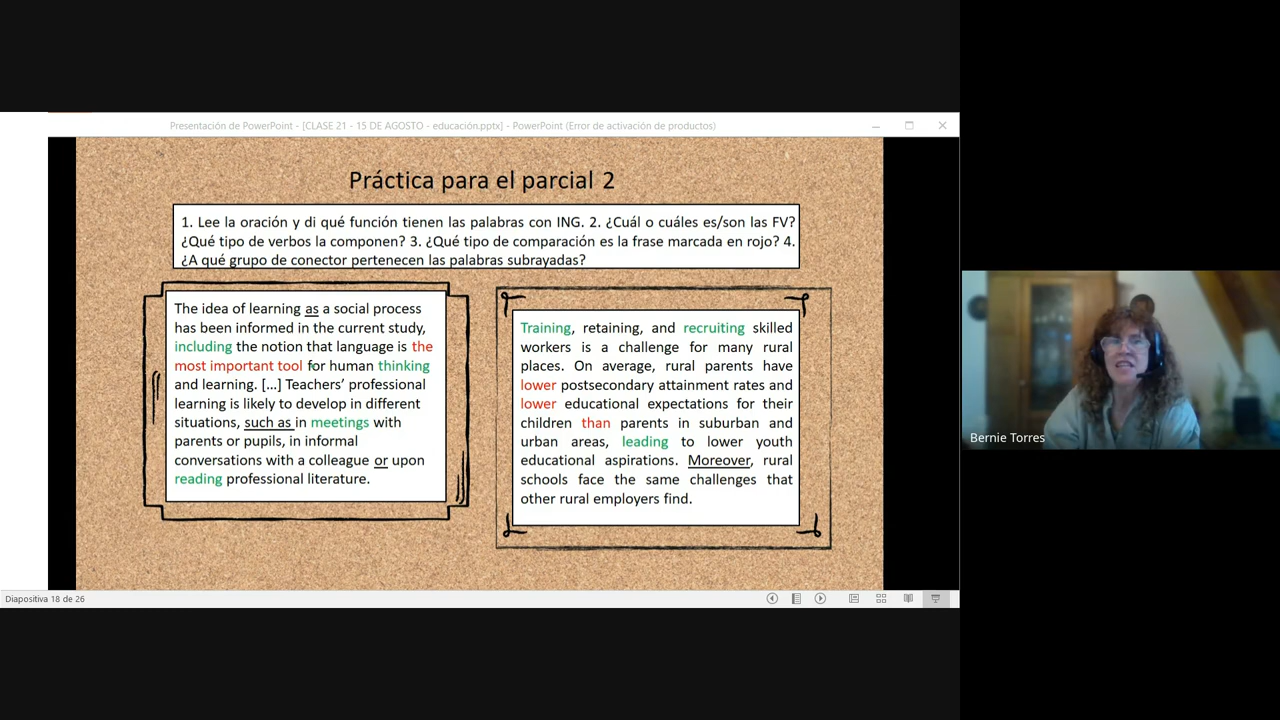 Presentación de PowerPoint - [CLASE 21 - 15 DE AGOSTO - educación.pptx] - PowerPoint (Error de activación de productos)
Práctica para el parcial 2
1. Lee la oración y di qué función tienen las palabras con ING. 2. ¿Cuál o cuáles es/son las FV?
¿Qué tipo de verbos la componen? 3. ¿Qué tipo de comparación es la frase marcada en rojo? 4.
¿A qué grupo de conector pertenecen las palabras subrayadas?
The idea of learning as a social process
has been informed in the current study,
including the notion that language is the
most important tool for human thinking
and learning. [...] Teachers’ professional
learning is likely to develop in different
situations, such as in meetings with
parents or pupils, in informal
conversations with a colleague or upon
reading professional literature.
Training, retaining, and recruiting skilled
workers is a challenge for many rural
places. On average, rural parents have
lower postsecondary attainment rates and
lower educational expectations for their
children than parents in suburban and
urban areas, leading to lower youth
educational aspirations. Moreover, rural
schools face the same challenges that
other rural employers find.
Bernie Torres
Diapositiva 18 de 26